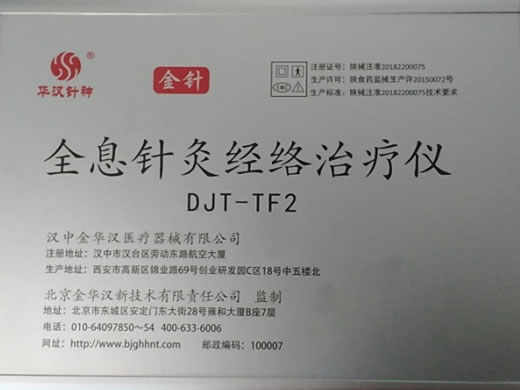 华汉针神
金针
注册证号：陕械注准20182200075
生产许可：陕食药监械生产许20150072号
生产标准：陕械注准20182200075技术要求
全息针灸经络治疗仪
DJT-TF2
汉中金华汉医疗器械有限公司
注册地址：汉中市汉台区劳动东路航空大厦
生产地址：西安市高新区锦业路69号创业研发园C区18号中五楼北
北京金华汉新技术有限责任公司 监制
地址：北京市东城区安定门东大街28号雍和大厦B座7层
电话：010-64097850~54 400-633-6006
网址：http://www.bjghhnt.com 邮政编码：100007